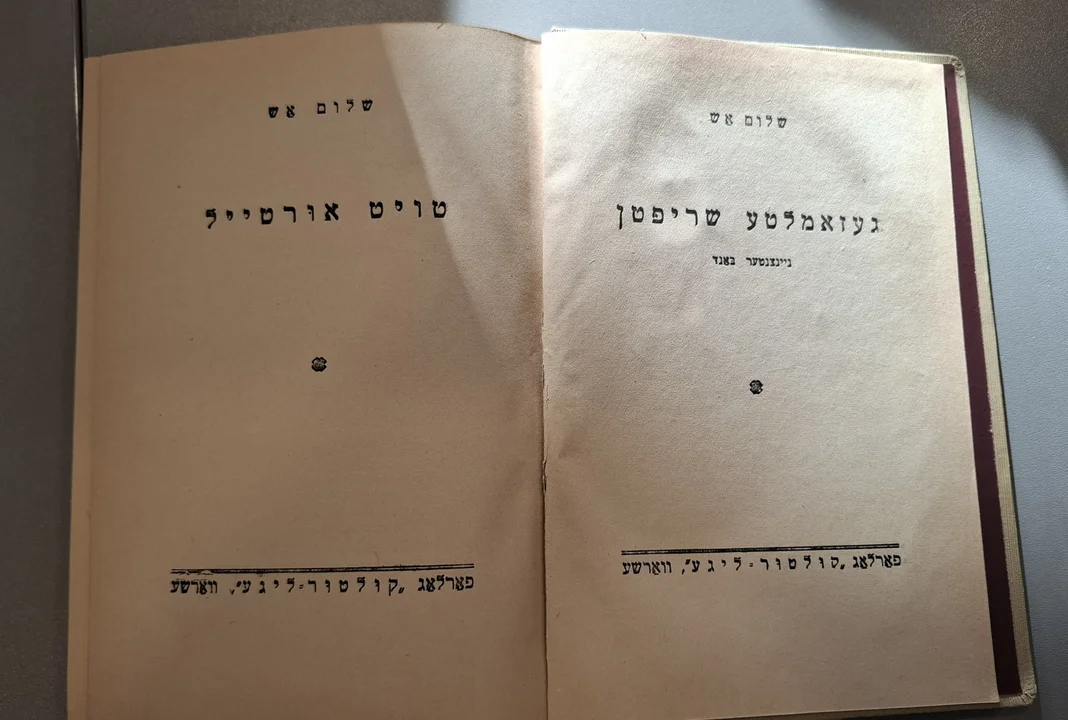 שלום אש
געזאמלטע שריפטן
ניינצנטער באנד
פארלאג „קולטור-ליגע", ווארשע
שלום אש
טויט אורטייל
פארלאג „קולטור-ליגע", ווארשע